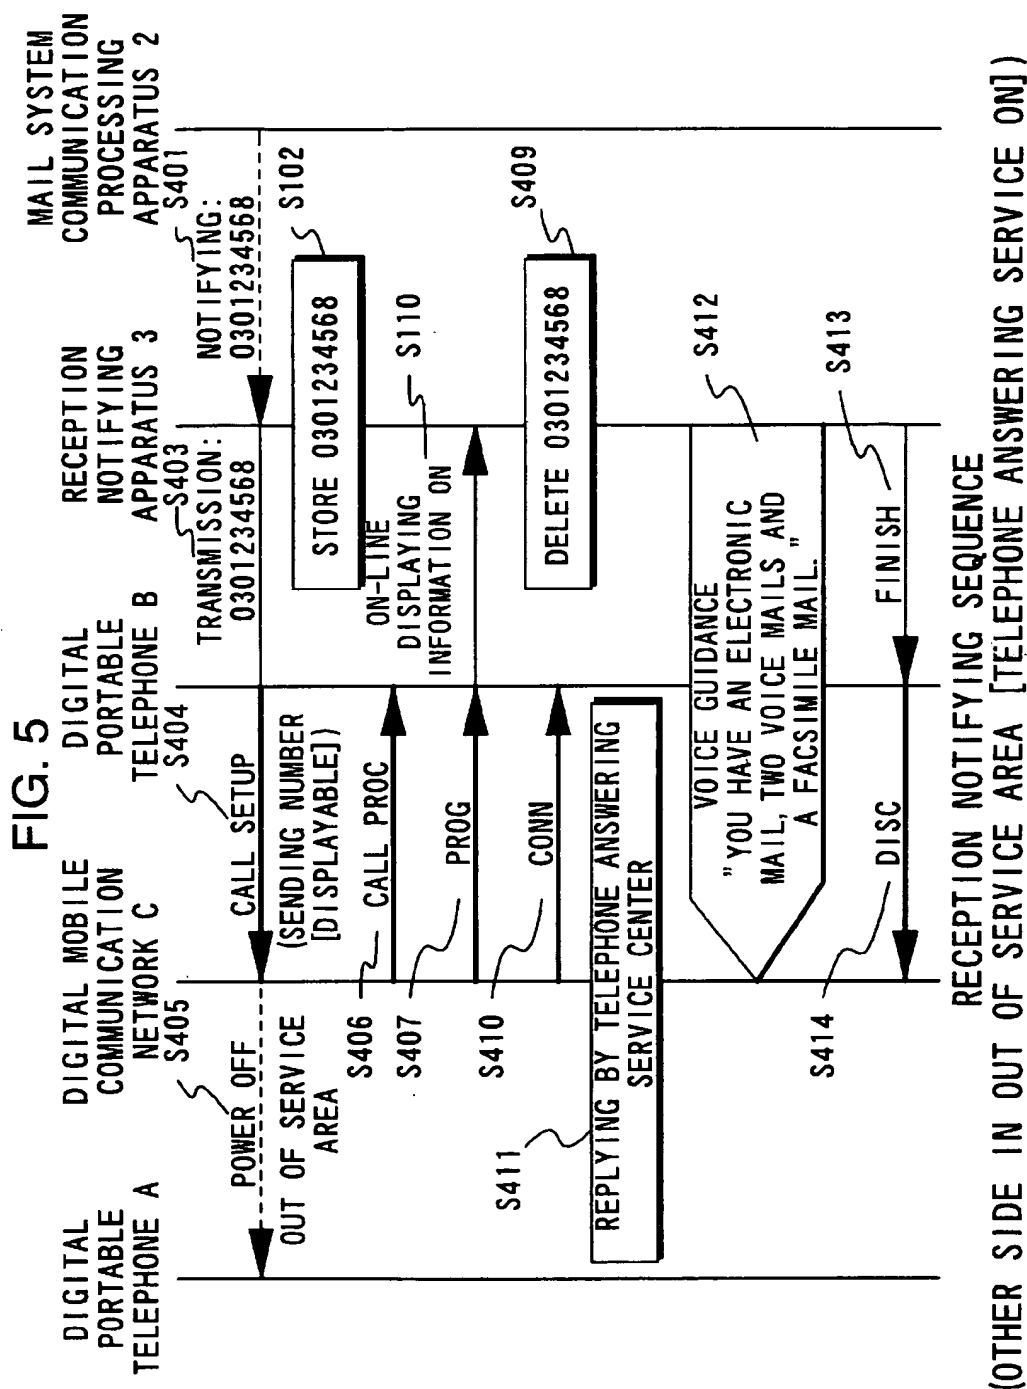 FIG. 5
DIGITAL
PORTABLE
TELEPHONE A
DIGITAL MOBILE
COMMUNICATION
NETWORK C
DIGITAL
PORTABLE
TELEPHONE B
RECEPTION
NOTIFYING
APPARATUS 3
MAIL SYSTEM
COMMUNICATION
PROCESSING
APPARATUS 2
S405
S404
S403
S401
POWER OFF
CALL SETUP
TRANSMISSION:
0301234568
NOTIFYING:
0301234568
OUT OF SERVICE
AREA
(SENDING NUMBER
[DISPLAYABLE])
STORE 0301234568
S102
S406
CALL PROC
ON-LINE
DISPLAYING
INFORMATION ON
S110
S407
PROG
S410
CONN
DELETE 0301234568
S409
S411
REPLYING BY TELEPHONE ANSWERING
SERVICE CENTER
VOICE GUIDANCE
"YOU HAVE AN ELECTRONIC
MAIL, TWO VOICE MAILS AND
A FACSIMILE MAIL."
S412
S414
DISC
FINISH
S413
RECEPTION NOTIFYING SEQUENCE
(OTHER SIDE IN OUT OF SERVICE AREA [TELEPHONE ANSWERING SERVICE ON])